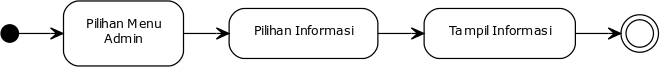 Pilihan Menu
Admin
Pilihan Informasi
Tampil Informasi